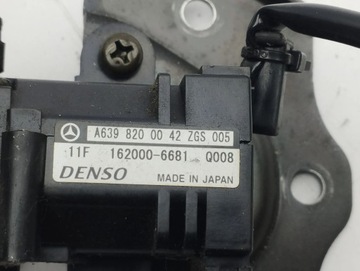 A639 820 00 42 ZGS 005
11F 162000-6681 Q008
DENSO MADE IN JAPAN